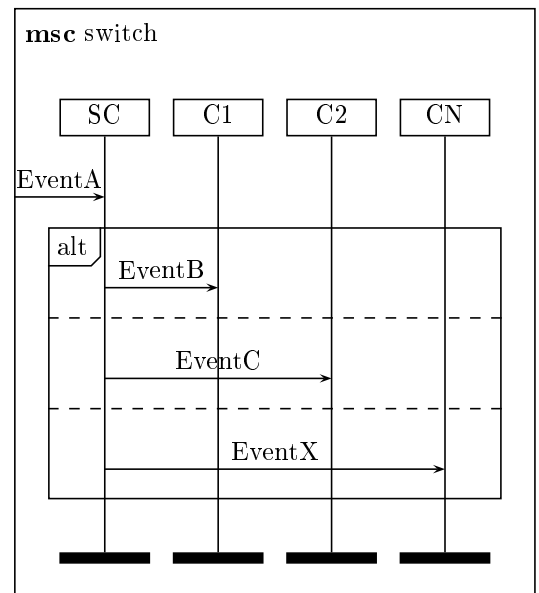 msc switch
SC C1 C2 CN
EventA
alt
EventB
EventC
EventX